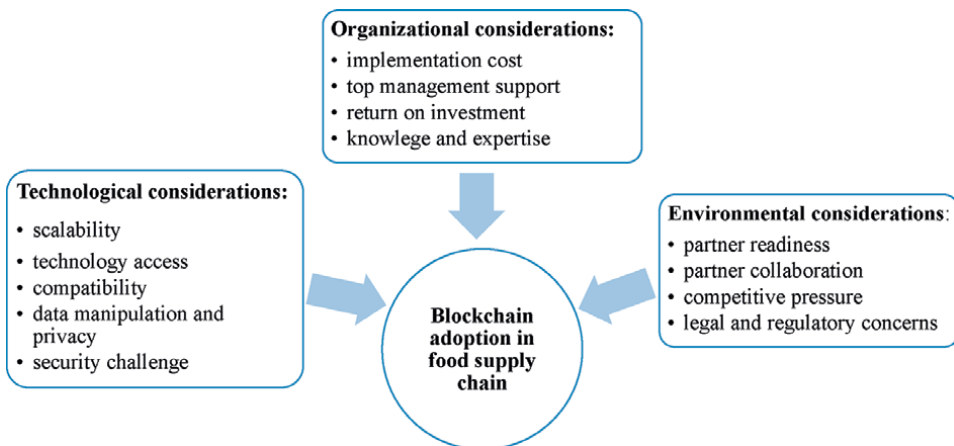 Organizational considerations:
• implementation cost
• top management support
• return on investment
• knowlege and expertise
Technological considerations:
• scalability
• technology access
• compatibility
• data manipulation and
privacy
• security challenge
Environmental considerations:
• partner readiness
• partner collaboration
• competitive pressure
• legal and regulatory concerns
Blockchain
adoption in
food supply
chain